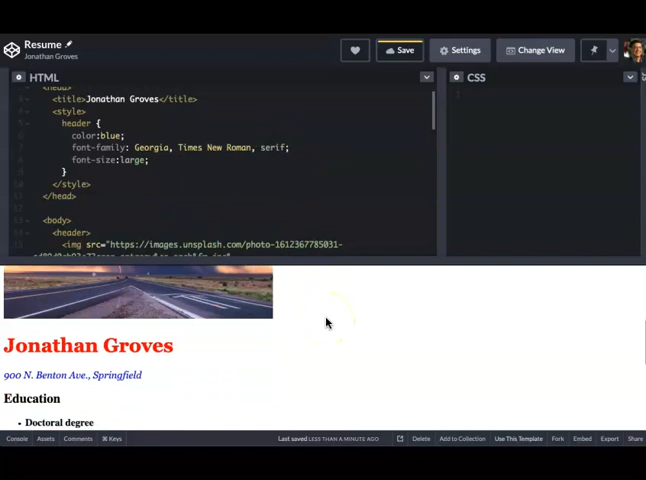 Resume
Jonathan Groves
Save
Settings
Change View
HTML
CSS
<head>
<title>Jonathan Groves</title>
<style>
header {
color:blue;
font-family: Georgia, Times New Roman, serif;
font-size:large;
}
</style>
</head>
<body>
<header>
<img src="https://images.unsplash.com/photo-1612367785031-
Jonathan Groves
900 N. Benton Ave., Springfield
Education
• Doctoral degree
Console
Assets
Comments
⌘ Keys
Last saved LESS THAN A MINUTE AGO
Delete
Add to Collection
Use This Template
Fork
Embed
Export
Share